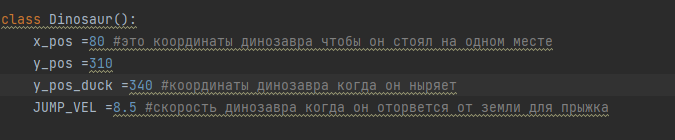 class Dinosaur():
x_pos =80 #это координаты динозавра чтобы он стоял на одном месте
y_pos =310
y_pos_duck =340 #координаты динозавра когда он ныряет
JUMP_VEL =8.5 #скорость динозавра когда он оторвется от земли для прыжка